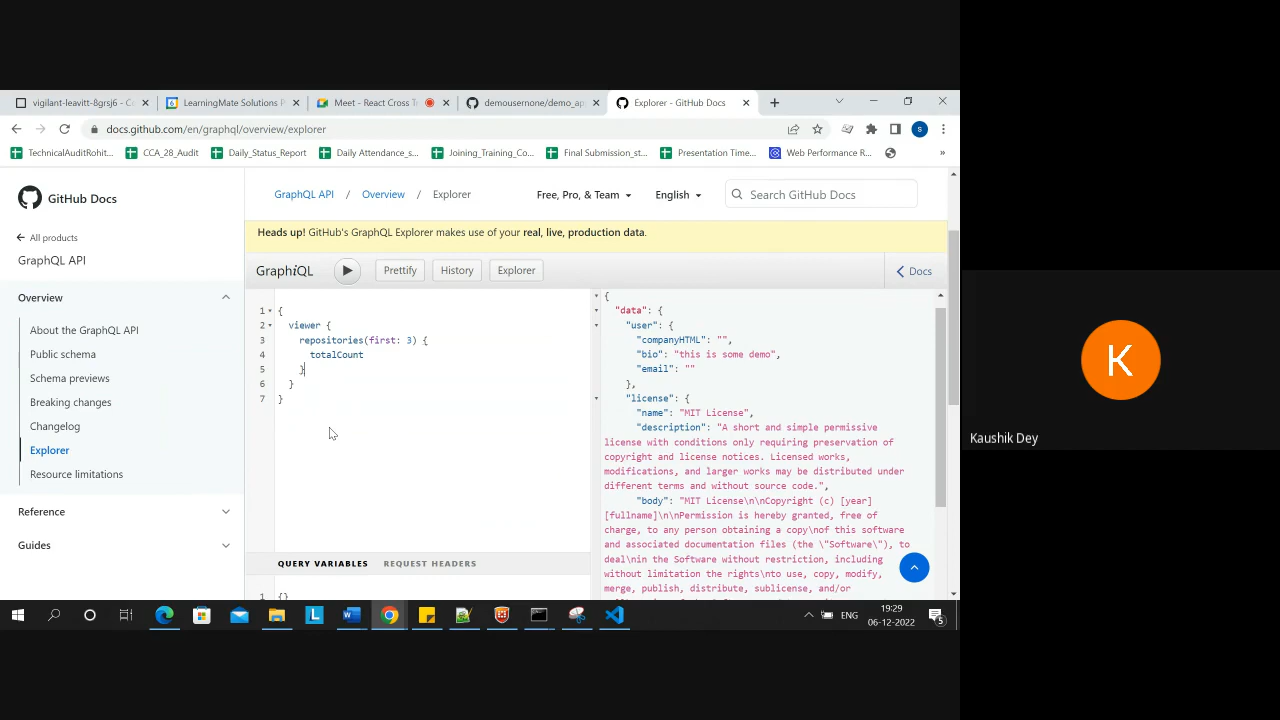 vigilant-leavitt-8grsj6 - C
LearningMate Solutions P
Meet - React Cross T
demousernone/demo_ap
Explorer - GitHub Docs
docs.github.com/en/graphql/overview/explorer
S
TechnicalAuditRohit...
CCA_28_Audit
Daily_Status_Report
Daily Attendance_s...
Joining_Training_Co...
Final Submission_st...
Presentation Time...
Web Performance R...
»
GitHub Docs
All products
GraphQL API
Overview
About the GraphQL API
Public schema
Schema previews
Breaking changes
Changelog
Explorer
Resource limitations
Reference
Guides
GraphQL API / Overview / Explorer
Free, Pro, & Team
English
Search GitHub Docs
Heads up! GitHub's GraphQL Explorer makes use of your real, live, production data.
GraphiQL
Prettify
History
Explorer
Docs
1 {
2 viewer {
3 repositories(first: 3) {
4 totalCount
5 }
6 }
7 }
QUERY VARIABLES REQUEST HEADERS
1 {}
{
"data": {
"user": {
"companyHTML": "",
"bio": "this is some demo",
"email": ""
},
"license": {
"name": "MIT License",
"description": "A short and simple permissive
license with conditions only requiring preservation of
copyright and license notices. Licensed works,
modifications, and larger works may be distributed under
different terms and without source code.",
"body": "MIT License\n\nCopyright (c) [year]
[fullname]\n\nPermission is hereby granted, free of
charge, to any person obtaining a copy\nof this software
and associated documentation files (the \"Software\"), to
deal\nin the Software without restriction, including
without limitation the rights\nto use, copy, modify,
merge, publish, distribute, sublicense, and/or
K
Kaushik Dey
ENG
19:29
06-12-2022
5